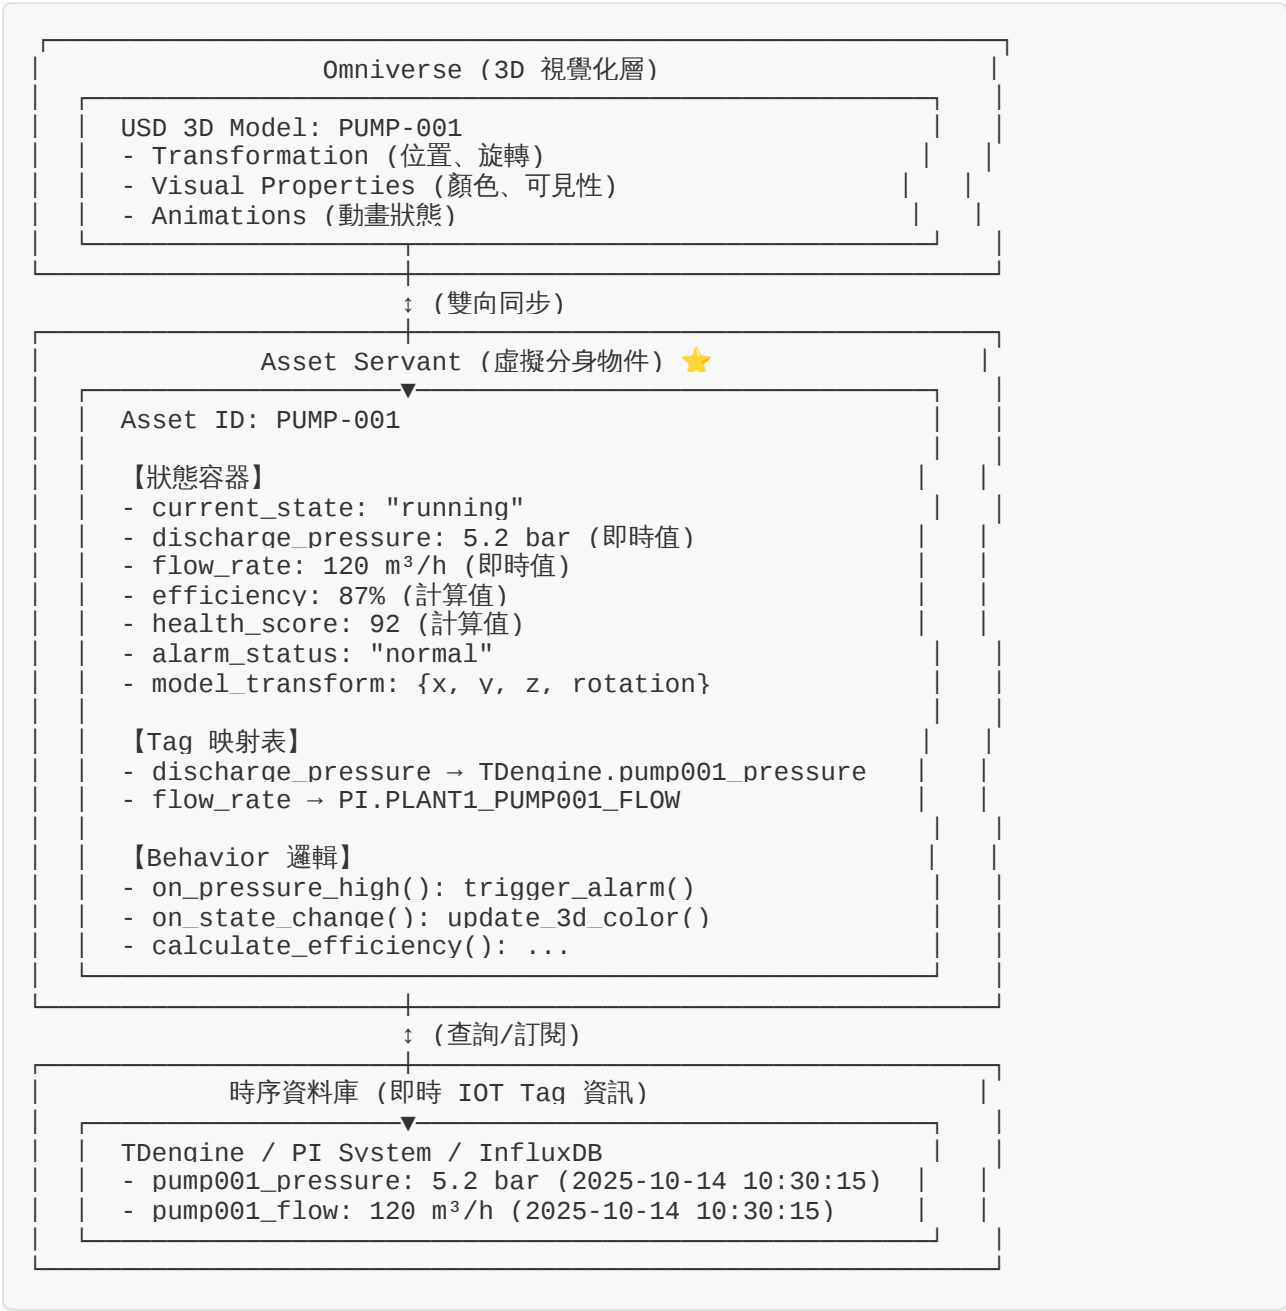 Omniverse (3D 視覺化層)
USD 3D Model: PUMP-001
- Transformation (位置、旋轉)
- Visual Properties (顏色、可見性)
- Animations (動畫狀態)
↕ (雙向同步)
Asset Servant (虛擬分身物件) ⭐
▼
Asset ID: PUMP-001
【狀態容器】
- current_state: "running"
- discharge_pressure: 5.2 bar (即時值)
- flow_rate: 120 m³/h (即時值)
- efficiency: 87% (計算值)
- health_score: 92 (計算值)
- alarm_status: "normal"
- model_transform: {x, y, z, rotation}
【Tag 映射表】
- discharge_pressure → TDengine.pump001_pressure
- flow_rate → PI.PLANT1_PUMP001_FLOW
【Behavior 邏輯】
- on_pressure_high(): trigger_alarm()
- on_state_change(): update_3d_color()
- calculate_efficiency(): ...
↕ (查詢/訂閱)
時序資料庫 (即時 IOT Tag 資訊)
▼
TDengine / PI System / InfluxDB
- pump001_pressure: 5.2 bar (2025-10-14 10:30:15)
- pump001_flow: 120 m³/h (2025-10-14 10:30:15)